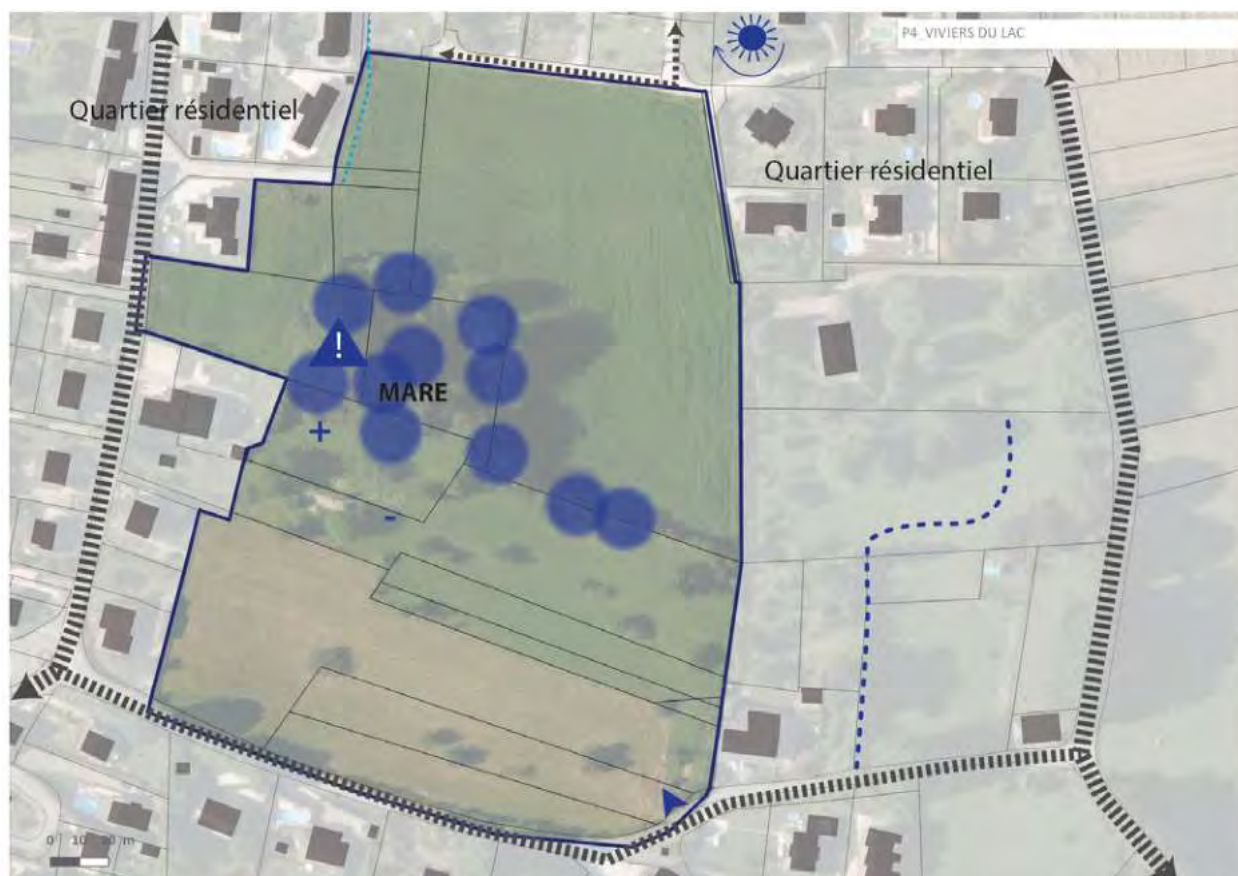 P4_VIVIERS DU LAC
Quartier résidentiel
Quartier résidentiel
!
MARE
+
-
0 10 20 m